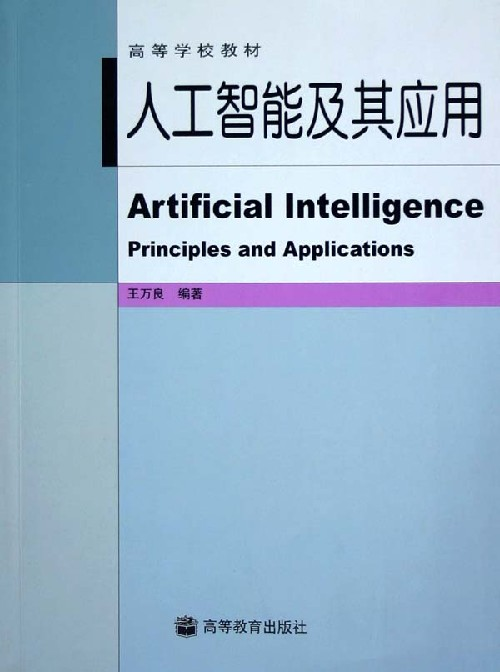 高等学校教材
人工智能及其应用
Artificial Intelligence
Principles and Applications
王万良 编著
高等教育出版社